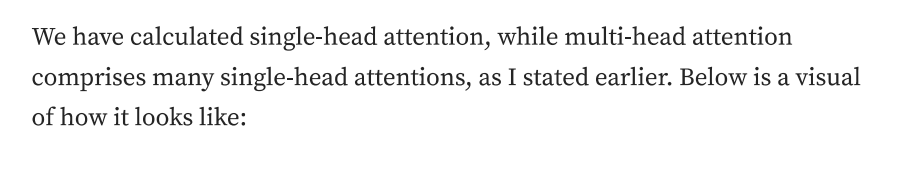 We have calculated single-head attention, while multi-head attention
comprises many single-head attentions, as I stated earlier. Below is a visual
of how it looks like: